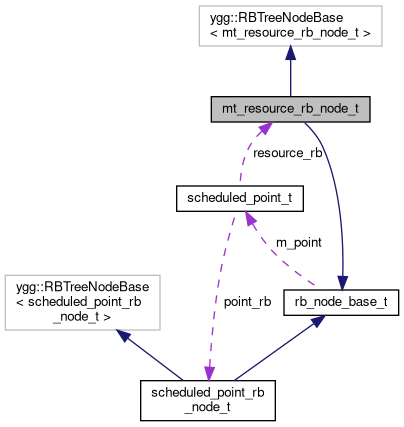 ygg::RBTreeNodeBase
< mt_resource_rb_node_t >
mt_resource_rb_node_t
resource_rb
scheduled_point_t
m_point
ygg::RBTreeNodeBase
< scheduled_point_rb
_node_t >
point_rb
rb_node_base_t
scheduled_point_rb
_node_t